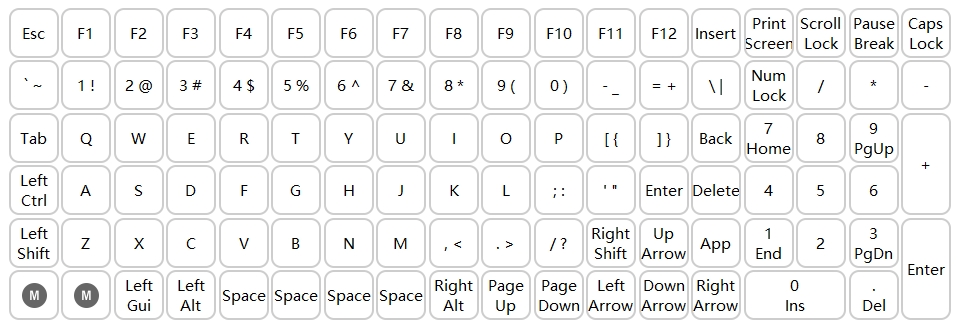 Esc F1 F2 F3 F4 F5 F6 F7 F8 F9 F10 F11 F12 Insert Print Screen Scroll Lock Pause Break Caps Lock
` ~ 1 ! 2 @ 3 # 4 $ 5 % 6 ^ 7 & 8 * 9 ( 0 ) - _ = + \ | Num Lock / * -
Tab Q W E R T Y U I O P [ { ] } Back 7 Home 8 9 PgUp +
Left Ctrl A S D F G H J K L ; : ' " Enter Delete 4 5 6
Left Shift Z X C V B N M , < . > / ? Right Shift Up Arrow App 1 End 2 3 PgDn Enter
M M Left Gui Left Alt Space Space Space Space Right Alt Page Up Page Down Left Arrow Down Arrow Right Arrow 0 Ins . Del